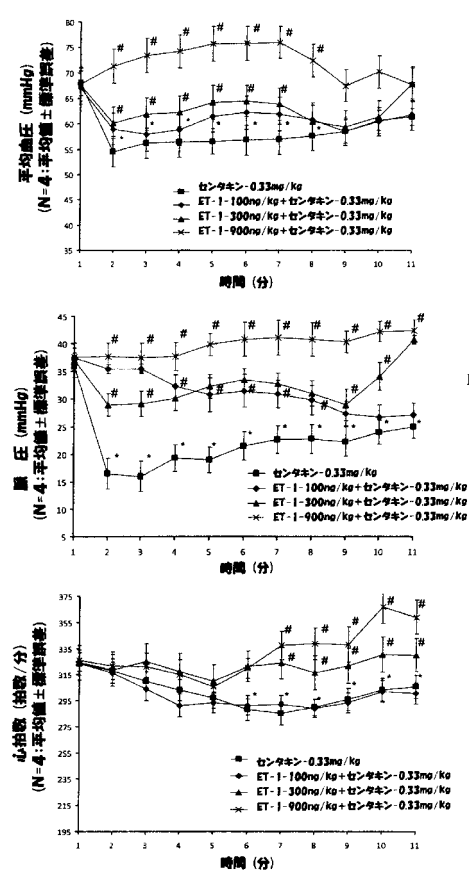 平均血圧 (mmHg)
(N=4:平均値±標準誤差)
80
75
70
65
60
55
50
45
40
35
# # # # # # #
# # # # # #
* * * * * * *
センタキン-0.33mg/kg
ET-1-100ng/kg+センタキン-0.33mg/kg
ET-1-300ng/kg+センタキン-0.33mg/kg
ET-1-900ng/kg+センタキン-0.33mg/kg
1 2 3 4 5 6 7 8 9 10 11
時間 (分)
脈 圧 (mmHg)
(N=4:平均値±標準誤差)
45
40
35
30
25
20
15
10
5
# # # # # # # # # #
# # # # # # # # # #
* * * * * * * * * *
センタキン-0.33mg/kg
ET-1-100ng/kg+センタキン-0.33mg/kg
ET-1-300ng/kg+センタキン-0.33mg/kg
ET-1-900ng/kg+センタキン-0.33mg/kg
1 2 3 4 5 6 7 8 9 10 11
時間 (分)
心拍数 (拍数/分)
(N=4:平均値±標準誤差)
375
355
335
315
295
275
255
235
215
195
# # # # #
# # # # #
* * * * * *
センタキン-0.33mg/kg
ET-1-100ng/kg+センタキン-0.33mg/kg
ET-1-300ng/kg+センタキン-0.33mg/kg
ET-1-900ng/kg+センタキン-0.33mg/kg
1 2 3 4 5 6 7 8 9 10 11
時間 (分)